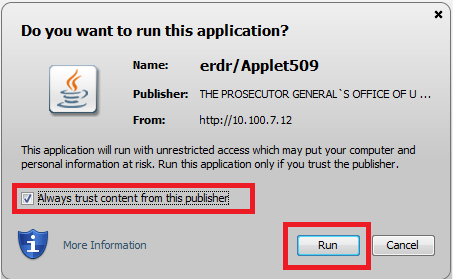 Do you want to run this application?
Name: erdr/Applet509
Publisher: THE PROSECUTOR GENERAL`S OFFICE OF U ...
From: http://10.100.7.12
This application will run with unrestricted access which may put your computer and
personal information at risk. Run this application only if you trust the publisher.
Always trust content from this publisher
More Information
Run
Cancel